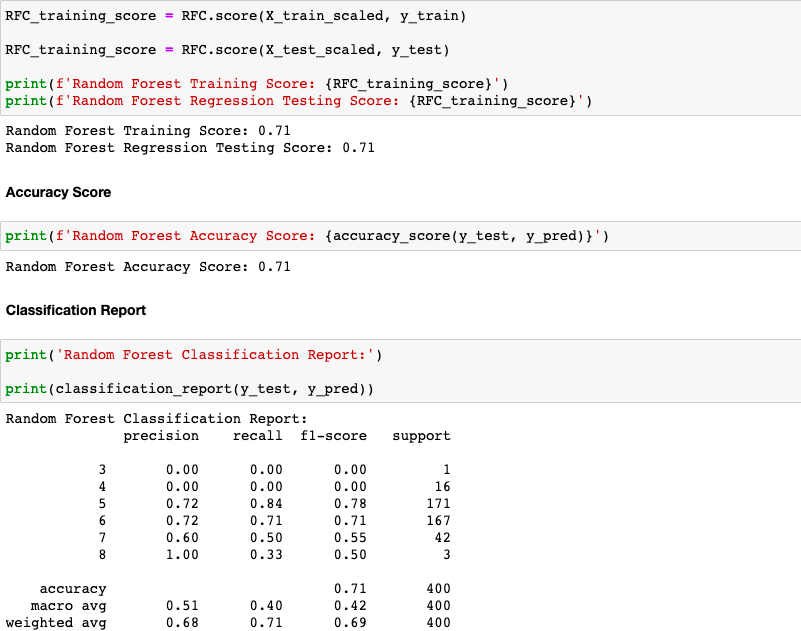 RFC_training_score = RFC.score(X_train_scaled, y_train)
RFC_training_score = RFC.score(X_test_scaled, y_test)
print(f'Random Forest Training Score: {RFC_training_score}')
print(f'Random Forest Regression Testing Score: {RFC_training_score}')
Random Forest Training Score: 0.71
Random Forest Regression Testing Score: 0.71
Accuracy Score
print(f'Random Forest Accuracy Score: {accuracy_score(y_test, y_pred)}')
Random Forest Accuracy Score: 0.71
Classification Report
print('Random Forest Classification Report:')
print(classification_report(y_test, y_pred))
Random Forest Classification Report:
precision recall f1-score support
3 0.00 0.00 0.00 1
4 0.00 0.00 0.00 16
5 0.72 0.84 0.78 171
6 0.72 0.71 0.71 167
7 0.60 0.50 0.55 42
8 1.00 0.33 0.50 3
accuracy 0.71 400
macro avg 0.51 0.40 0.42 400
weighted avg 0.68 0.71 0.69 400